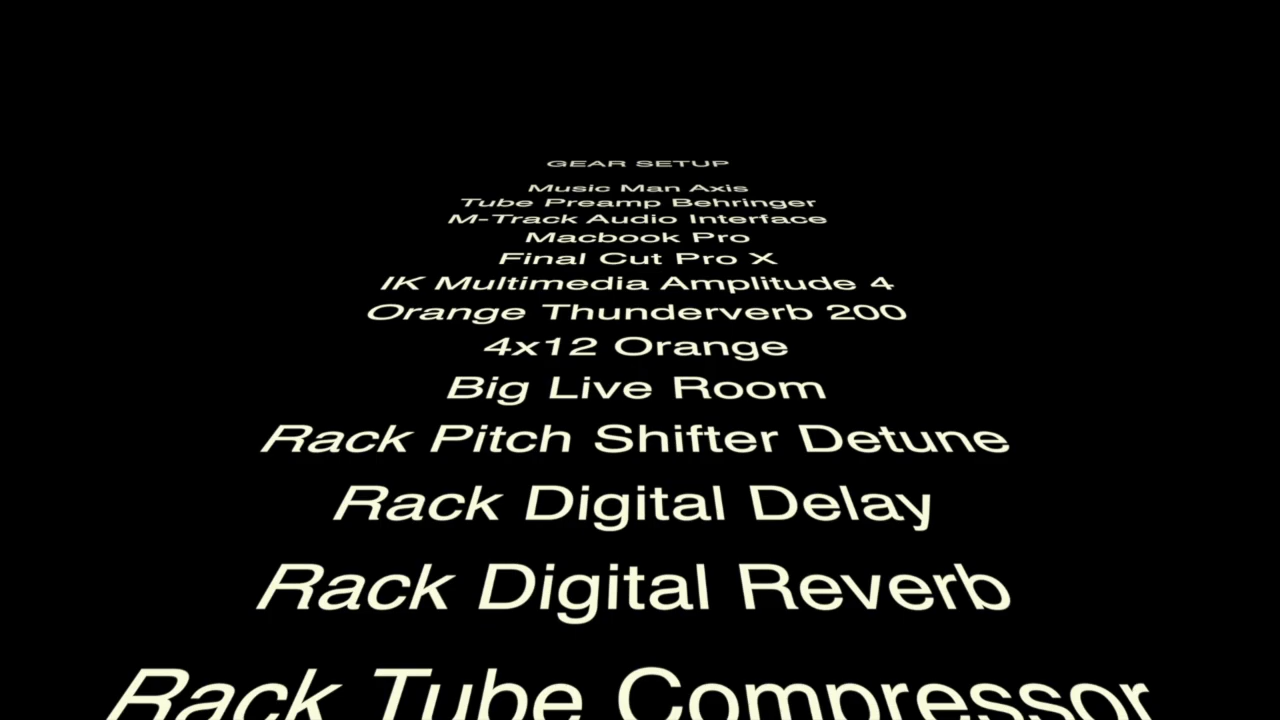 GEAR SETUP
Music Man Axis
Tube Preamp Behringer
M-Track Audio Interface
Macbook Pro
Final Cut Pro X
IK Multimedia Amplitude 4
Orange Thunderverb 200
4x12 Orange
Big Live Room
Rack Pitch Shifter Detune
Rack Digital Delay
Rack Digital Reverb
Rack Tube Compressor